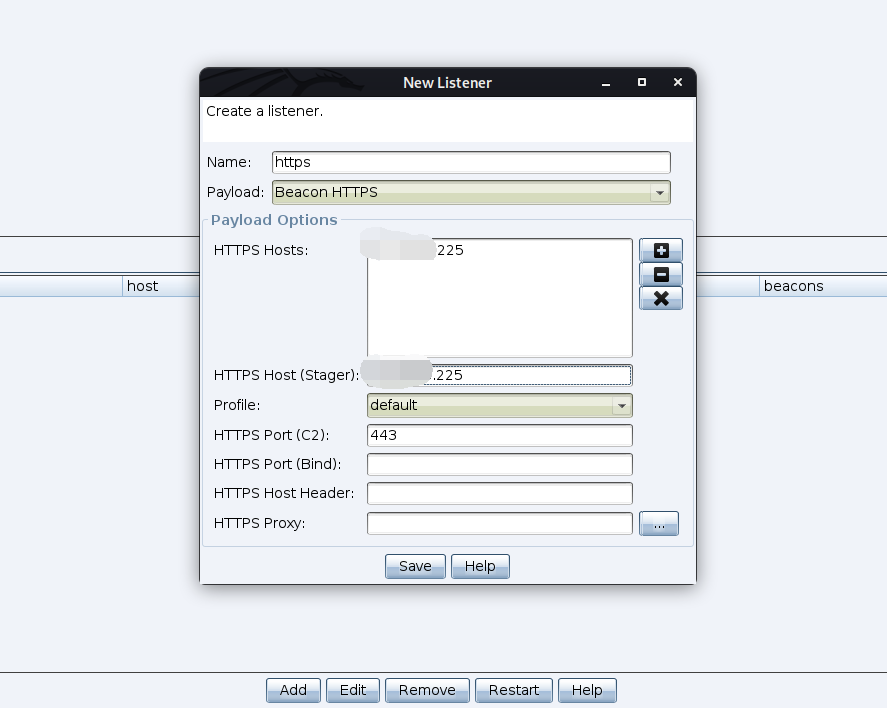 New Listener
Create a listener.
Name: https
Payload: Beacon HTTPS
Payload Options
HTTPS Hosts: 225
HTTPS Host (Stager): .225
Profile: default
HTTPS Port (C2): 443
HTTPS Port (Bind):
HTTPS Host Header:
HTTPS Proxy: ...
Save Help
host beacons
Add Edit Remove Restart Help